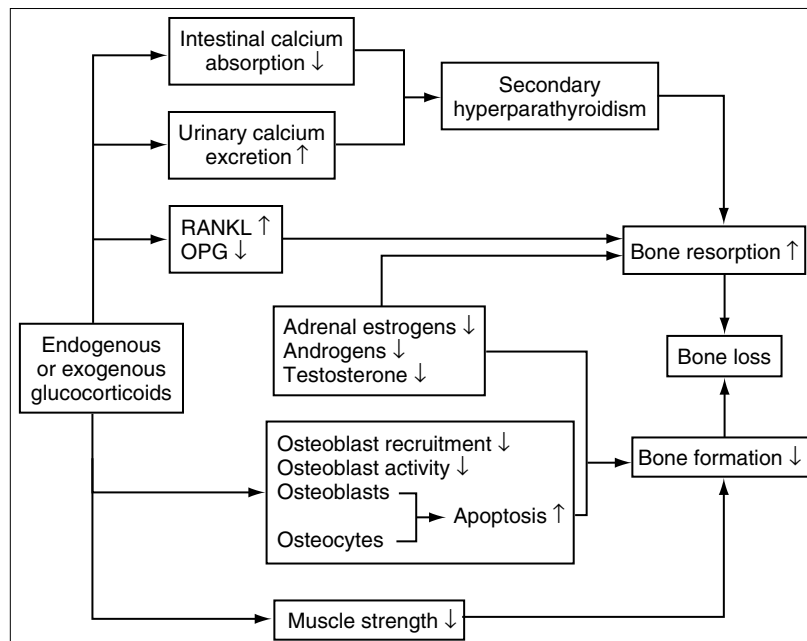 Intestinal calcium
absorption ↓
Secondary
hyperparathyroidism
Urinary calcium
excretion ↑
RANKL ↑
OPG ↓
Bone resorption ↑
Adrenal estrogens ↓
Androgens ↓
Testosterone ↓
Endogenous
or exogenous
glucocorticoids
Bone loss
Osteoblast recruitment ↓
Osteoblast activity ↓
Osteoblasts
Apoptosis ↑
Osteocytes
Bone formation ↓
Muscle strength ↓